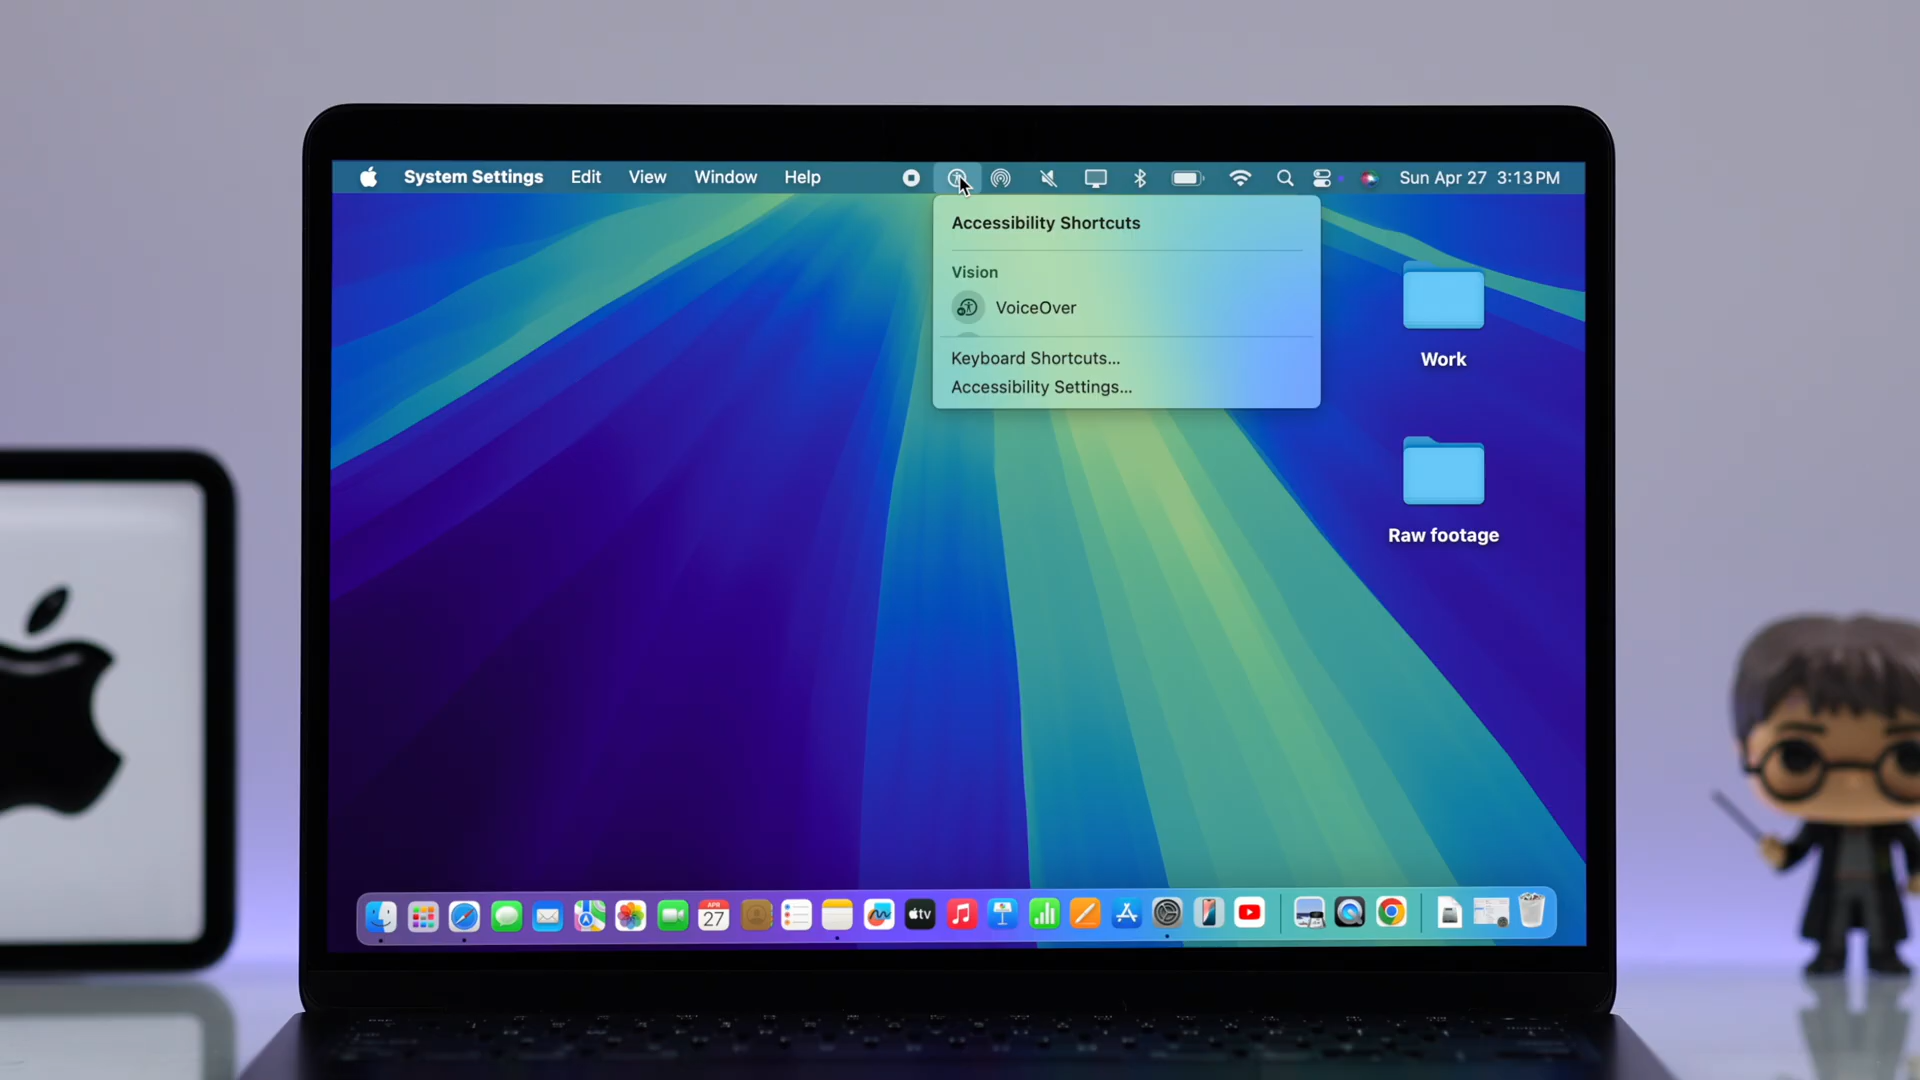 System Settings Edit View Window Help Sun Apr 27 3:13 PM
Accessibility Shortcuts
Vision
VoiceOver
Keyboard Shortcuts...
Accessibility Settings...
Work
Raw footage
APR
27
tv